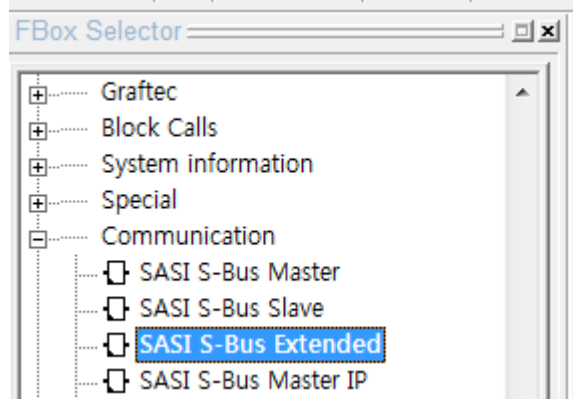 FBox Selector
Graftec
Block Calls
System information
Special
Communication
SASI S-Bus Master
SASI S-Bus Slave
SASI S-Bus Extended
SASI S-Bus Master IP